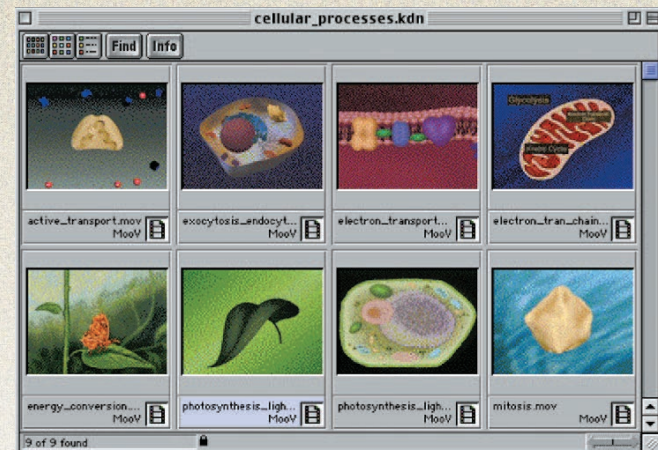 cellular_processes.kdn
Find Info
Glycolysis
Krebs Cycle
active_transport.mov
MooV
exocytosis_endocyt...
MooV
electron_transport...
MooV
electron_tran_chain...
MooV
energy_conversion...
MooV
photosynthesis_ligh...
MooV
photosynthesis_ligh...
MooV
mitosis.mov
MooV
9 of 9 found